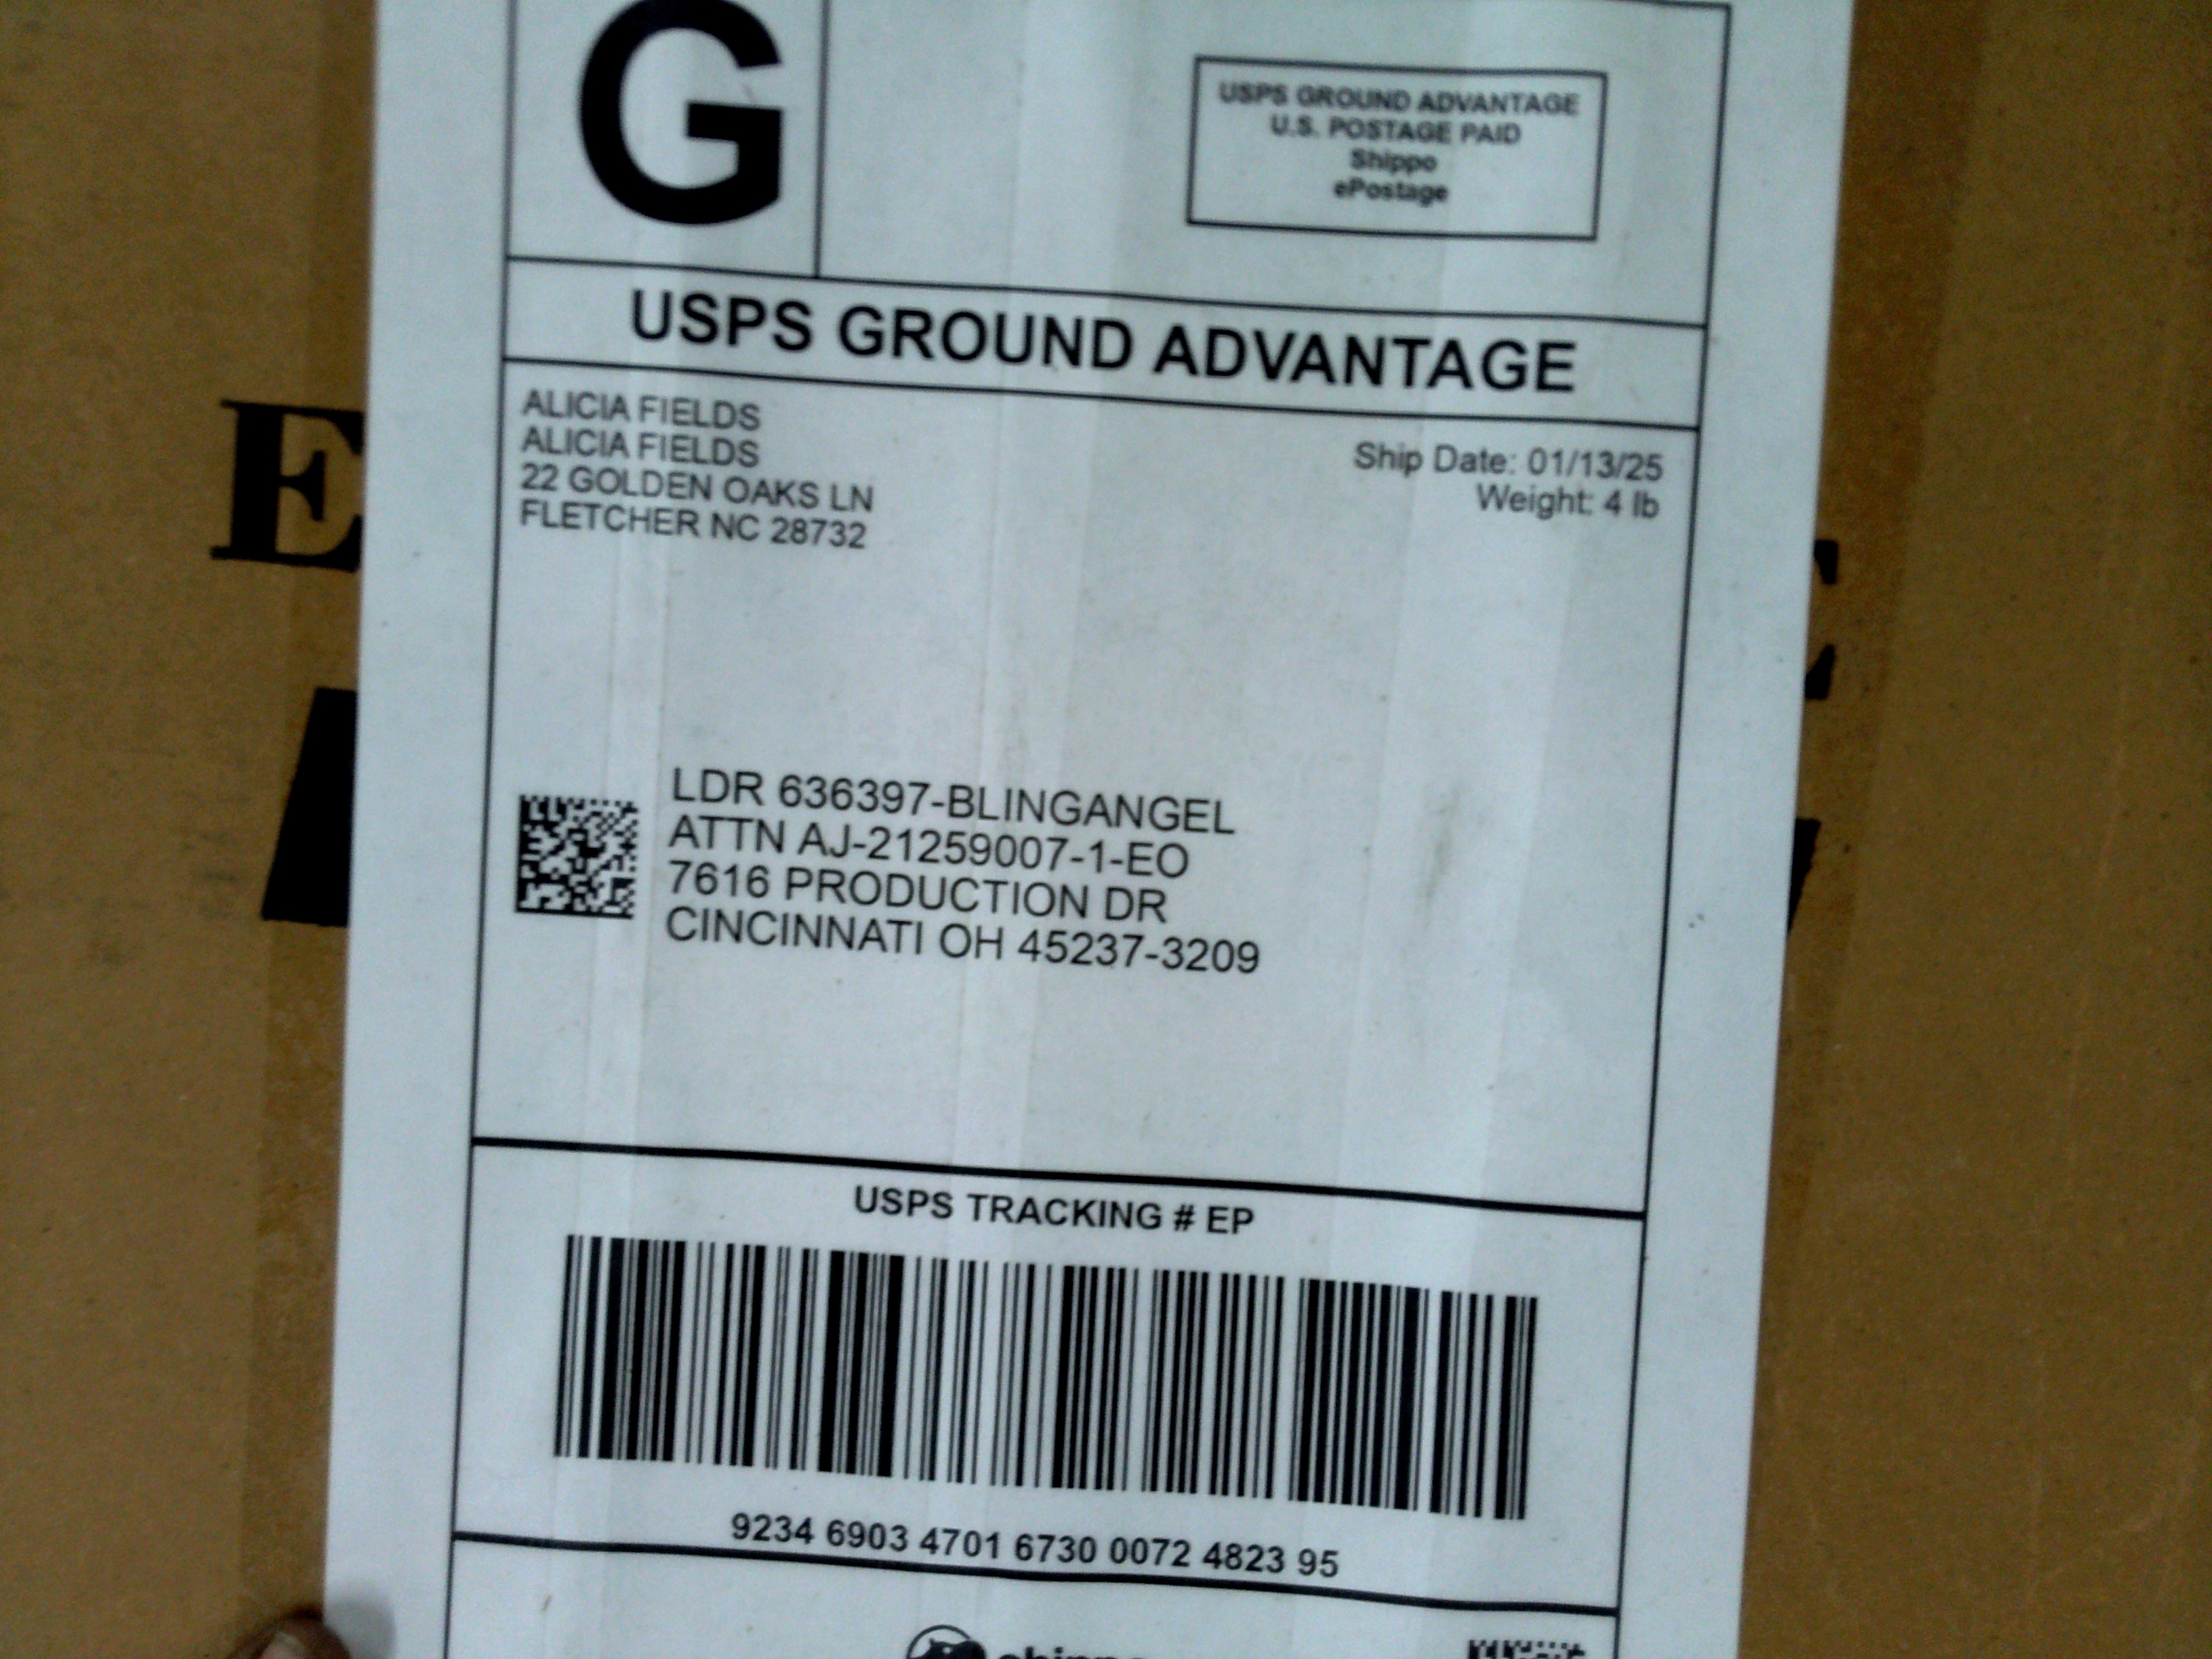 G
USPS GROUND ADVANTAGE
U.S. POSTAGE PAID
Shippo
ePostage
USPS GROUND ADVANTAGE
ALICIA FIELDS
ALICIA FIELDS
22 GOLDEN OAKS LN
FLETCHER NC 28732
Ship Date: 01/13/25
Weight: 4 lb
E
LDR 636397-BLINGANGEL
ATTN AJ-21259007-1-EO
7616 PRODUCTION DR
CINCINNATI OH 45237-3209
USPS TRACKING # EP
9234 6903 4701 6730 0072 4823 95